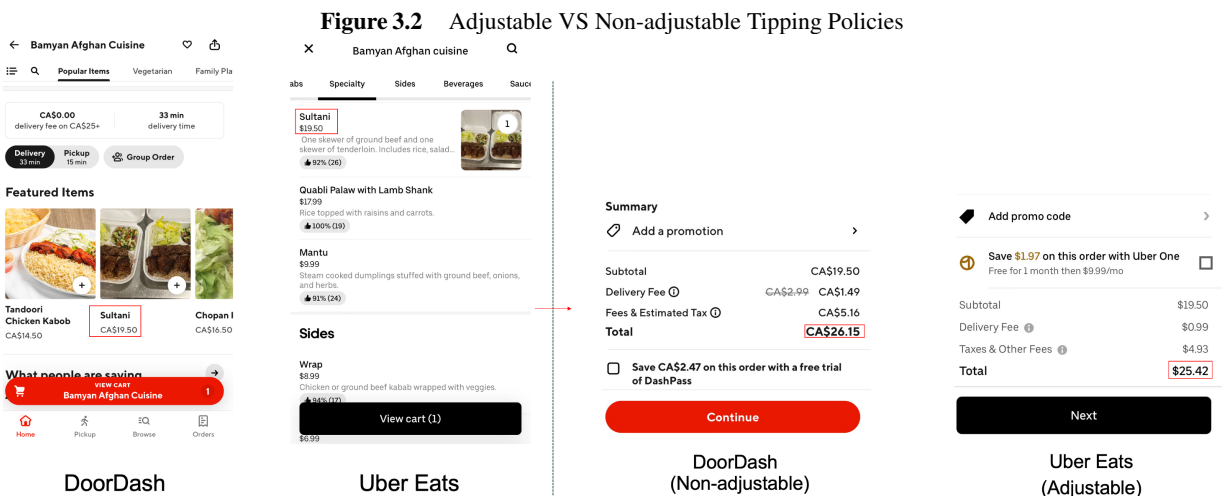 Figure 3.2 Adjustable VS Non-adjustable Tipping Policies
Bamyan Afghan Cuisine
Popular Items Vegetarian Family Pla
CA$0.00 33 min
delivery fee on CA$25+ delivery time
Delivery Pickup Group Order
33 min 15 min
Featured Items
Tandoori
Chicken Kabob
CA$14.50
Sultani
CA$19.50
Chopan
CA$16.50
What people are saying
VIEW CART
Bamyan Afghan Cuisine 1
Home Pickup Browse Orders
DoorDash
Bamyan Afghan cuisine
abs Specialty Sides Beverages Sauce
Sultani
$19.50
One skewer of ground beef and one
skewer of tenderloin. Includes rice, salad...
92% (26)
1
Quabli Palaw with Lamb Shank
$17.99
Rice topped with raisins and carrots.
100% (19)
Mantu
$9.99
Steam cooked dumplings stuffed with ground beef, onions,
and herbs.
91% (24)
Sides
Wrap
$8.99
Chicken or ground beef kabab wrapped with veggies.
94% (17)
View cart (1)
$6.99
Uber Eats
Summary
Add a promotion
Subtotal CA$19.50
Delivery Fee CA$2.99 CA$1.49
Fees & Estimated Tax CA$5.16
Total CA$26.15
Save CA$2.47 on this order with a free trial
of DashPass
Continue
DoorDash
(Non-adjustable)
Add promo code
Save $1.97 on this order with Uber One
Free for 1 month then $9.99/mo
Subtotal $19.50
Delivery Fee $0.99
Taxes & Other Fees $4.93
Total $25.42
Next
Uber Eats
(Adjustable)